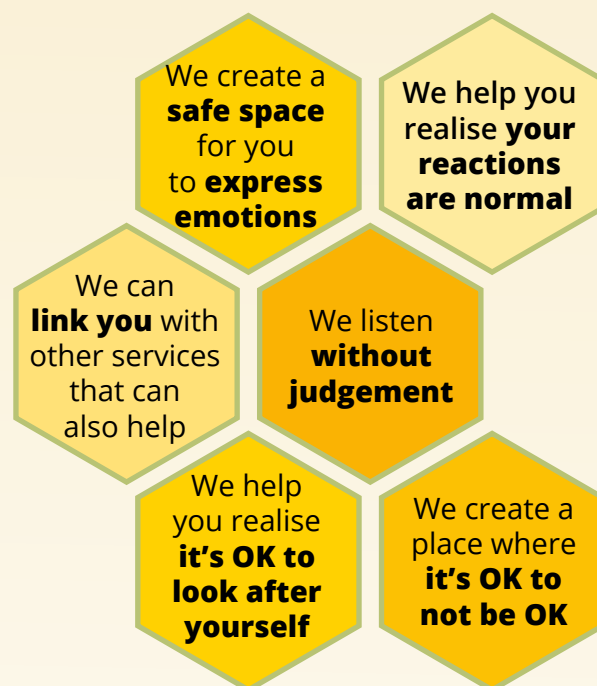 We create a
safe space
for you
to express
emotions
We help you
realise your
reactions
are normal
We can
link you with
other services
that can
also help
We listen
without
judgement
We help
you realise
it's OK to
look after
yourself
We create a
place where
it's OK to
not be OK